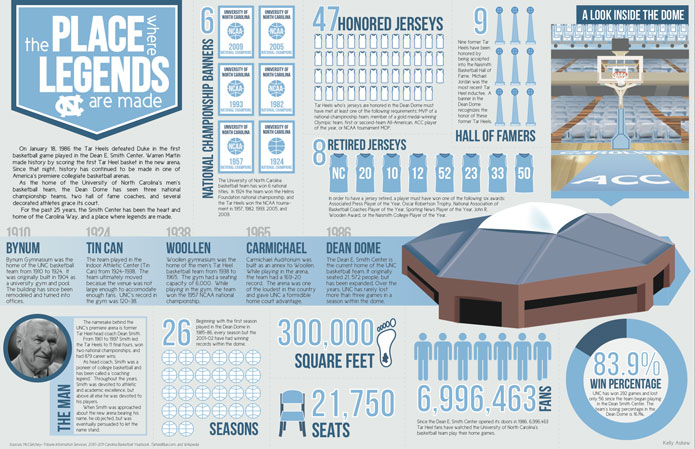 the
PLACE
where
LEGENDS
are made
On January 18, 1986 the Tar Heels defeated Duke in the first
basketball game played in the Dean E. Smith Center. Warren Martin
made history by scoring the first Tar Heel basket in the new arena.
Since that night, history has continued to be made in one of
America's premiere collegiate basketball arenas.
As the home of the University of North Carolina's men's
basketball team, the Dean Dome has seen three national
championship teams, two hall of fame coaches, and several
decorated athletes grace its court.
For the past 25 years, the Smith Center has been the heart and
home of the Carolina Way, and a place where legends are made.
6
NATIONAL CHAMPIONSHIP BANNERS
UNIVERSITY OF
NORTH CAROLINA
NCAA
2009
NATIONAL CHAMPIONS
UNIVERSITY OF
NORTH CAROLINA
NCAA
2005
NATIONAL CHAMPIONS
UNIVERSITY OF
NORTH CAROLINA
NCAA
1993
NATIONAL CHAMPIONS
UNIVERSITY OF
NORTH CAROLINA
NCAA
1982
NATIONAL CHAMPIONS
UNIVERSITY OF
NORTH CAROLINA
NCAA
1957
NATIONAL CHAMPIONS
UNIVERSITY OF
NORTH CAROLINA
1924
NATIONAL CHAMPIONS
The University of North Carolina
basketball team has won 6 national
titles. In 1924 the team won the Helms
Foundation national championship, and
the Tar Heels won the NCAA tourna-
ment in 1957, 1982, 1993, 2005, and
2009.
47 HONORED JERSEYS
Tar Heels who's jerseys are honored in the Dean Dome must
have met at least one of the following requirements: MVP of a
national championship team, member of a gold-medal-winning
Olympic team, first or second-team All-American, ACC player
of the year, or NCAA tournament MOP.
8 RETIRED JERSEYS
NC 20 10 12 52 23 33 50
In order to have a jersey retired, a player must have won one of the following six awards:
Associated Press Player of the Year, Oscar Robertson Trophy, National Association of
Basketball Coaches Player of the Year, Sporting News Player of the Year, John R.
Wooden Award, or the Naismith College Player of the Year.
9
Nine former Tar
Heels have been
honored by
being accepted
into the Naismith
Basketball Hall of
Fame. Michael
Jordan was the
most recent Tar
Heel inductee. A
banner in the
Dean Dome
recognizes the
honor of these
former Tar Heels.
HALL OF FAMERS
A LOOK INSIDE THE DOME
ACC
1910
BYNUM
Bynum Gymnasium was the
home of the UNC basketball
team from 1910 to 1924. It
was originally built in 1904 as
a university gym and pool.
The building has since been
remodeled and turned into
offices.
1924
TIN CAN
The team played in the
Indoor Athletic Center (Tin
Can) from 1924-1938. The
team ultimately moved
because the venue was not
large enough to accomodate
through fans. UNC's record in
the gym was 120-38.
1938
WOOLLEN
Woollen gymnasium was the
home of the men's Tar Heel
basketball team from 1938 to
1965. The gym had a seating
capacity of 6,000. While
playing in the gym, the team
won the 1957 NCAA national
championship.
1965
CARMICHAEL
Carmichael Auditorium was
built as an annex to Woollen.
While playing in the arena,
the team had a 169-20
record. The arena was one
of the loudest in the country
and gave UNC a formidible
home court advantage.
1986
DEAN DOME
The Dean E. Smith Center is
the current home of the UNC
basketball team. It originally
seated 21, 572 people, but
has been expanded. Over the
years, UNC has rarely lost
more than three games in a
season within the dome.
THE MAN
The namesake behind the
UNC's premiere arena is former
Tar Heel head coach Dean Smith.
From 1961 to 1997 Smith led
the Tar Heels to 11 final fours, won
two national championships, and
had 879 career wins.
As head coach, Smith was a
pioneer of college basketball and
has been called a "coaching
legend". Throughout the years,
Smith was devoted to athletic
and academic excellence, but
above all else he was devoted to
his players.
When Smith was approached
about the new arena bearing his
name, he objected, but was
eventually persuaded to let the
name stand.
26
Beginning with the first season
played in the Dean Dome in
1985-86, every season but the
2001-02 have had winning
records within the dome.
SEASONS
300,000
SQUARE FEET
21,750
SEATS
6,996,463
FANS
Since the Dean Smith Center opened its doors in 1986, 6,996,463
Tar Heel fans have watched the University of North Carolina's
basketball team play their home games.
83.9%
WIN PERCENTAGE
UNC has won 292 games and lost
only 56 since the team began playing
in the Dean Smith Center. The
team's losing percentage in the
Dean Dome is 16.1%.
Kelly Askew